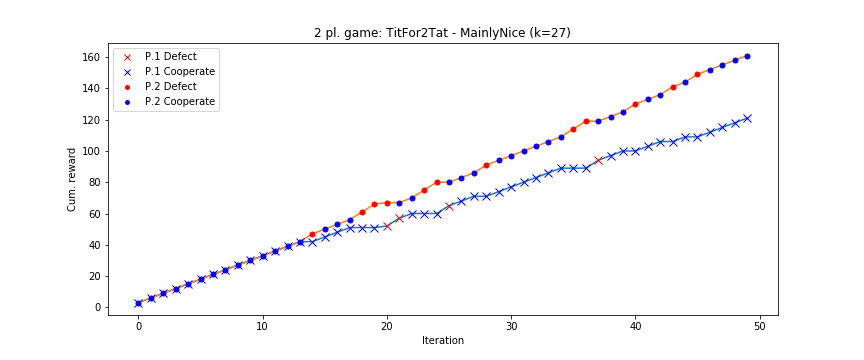 2 pl. game: TitFor2Tat - MainlyNice (k=27)
P.1 Defect
P.1 Cooperate
P.2 Defect
P.2 Cooperate
Cum. reward
160
140
120
100
80
60
40
20
0
0 10 20 30 40 50
Iteration